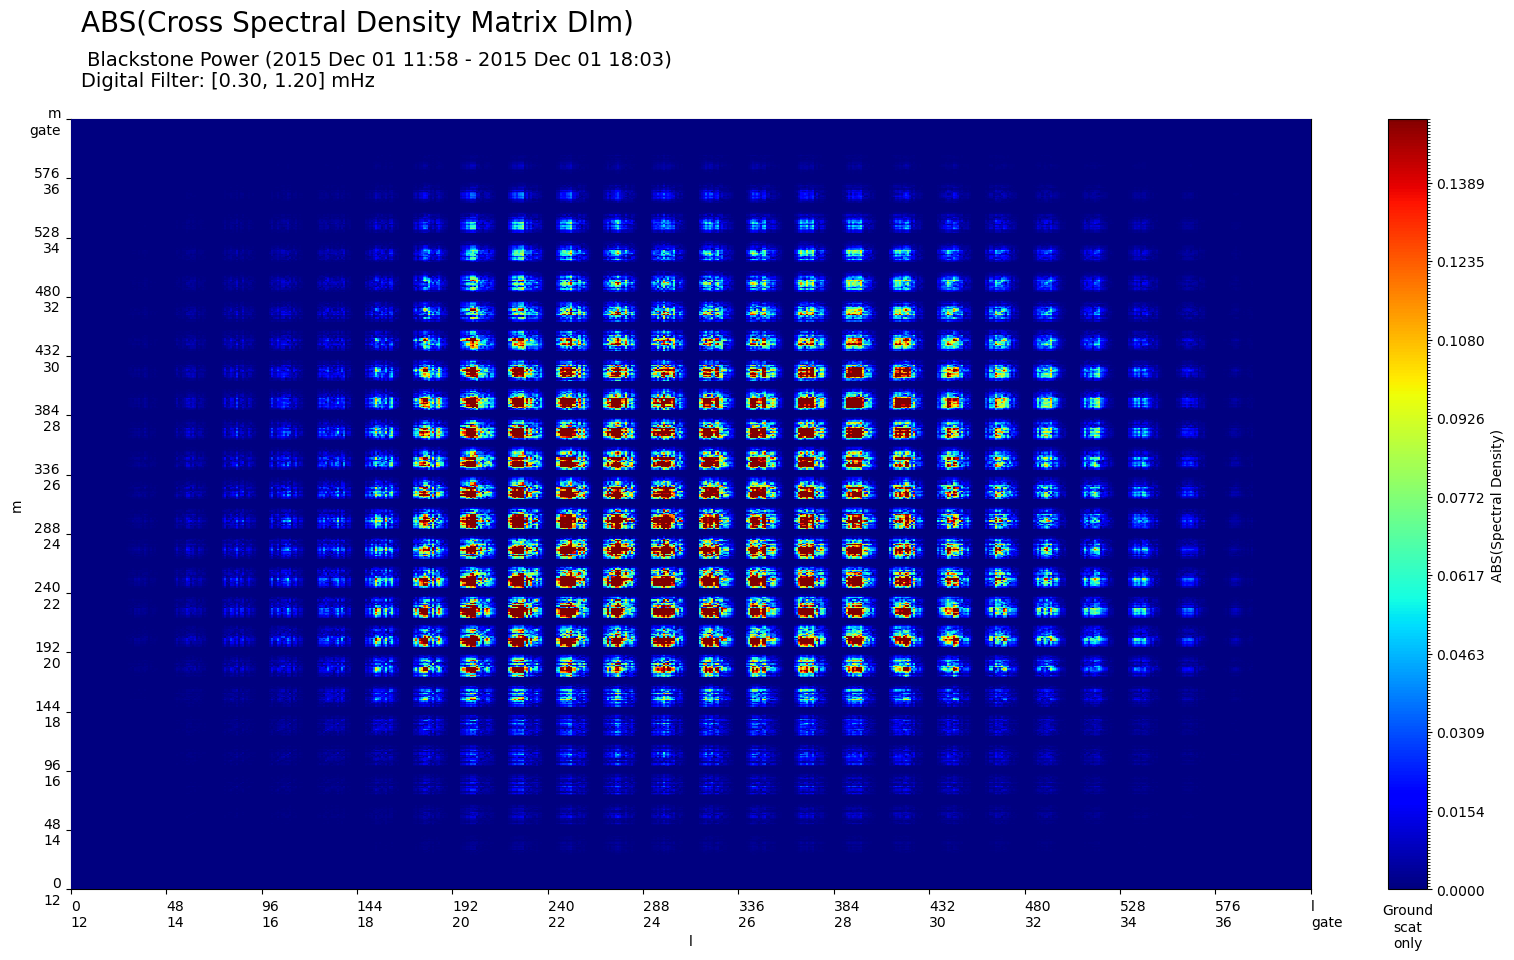 ABS(Cross Spectral Density Matrix Dlm)
Blackstone Power (2015 Dec 01 11:58 - 2015 Dec 01 18:03)
Digital Filter: [0.30, 1.20] mHz
m
gate
576
36
528
34
480
32
432
30
384
28
336
26
288
24
240
22
192
20
144
18
96
16
48
14
0
12
m
0 48 96 144 192 240 288 336 384 432 480 528 576 l
12 14 16 18 20 22 24 26 28 30 32 34 36 gate
l
0.1389
0.1235
0.1080
0.0926
0.0772
0.0617
0.0463
0.0309
0.0154
0.0000
ABS(Spectral Density)
Ground
scat
only